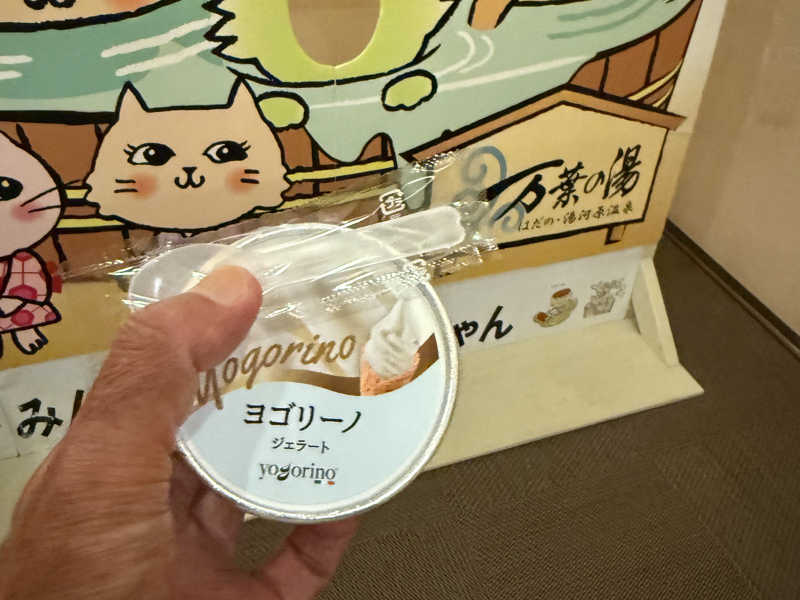 万葉の湯
はだの・湯河原温泉
ゃん
み
Yogorino
ヨゴリーノ
ジェラート
yogorino